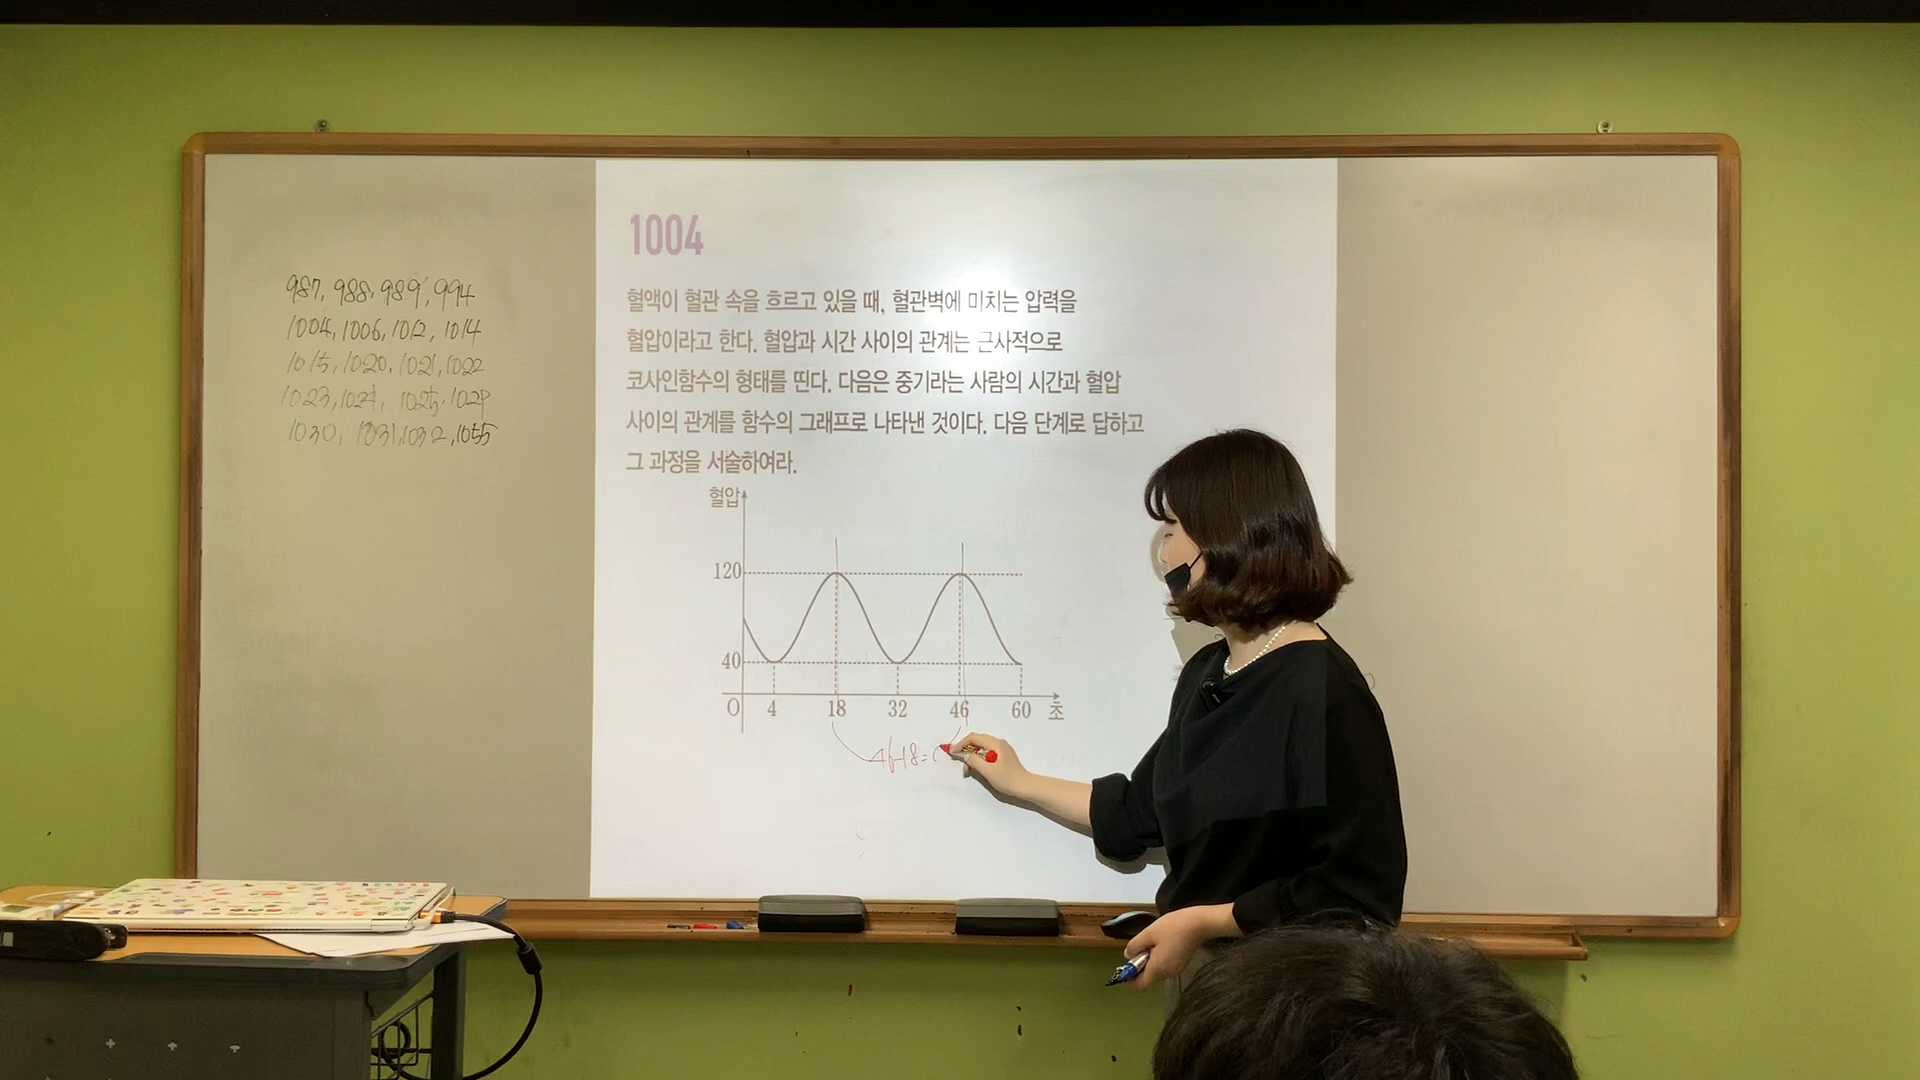 987, 988, 989, 994
1004, 1006, 1012, 1014
1015, 1020, 1021, 1022
1023, 1024, 1025, 1029
1030, 1031, 1032, 1055
1004
혈액이 혈관 속을 흐르고 있을 때, 혈관벽에 미치는 압력을
혈압이라고 한다. 혈압과 시간 사이의 관계는 근사적으로
코사인함수의 형태를 띤다. 다음은 중기라는 사람의 시간과 혈압
사이의 관계를 함수의 그래프로 나타낸 것이다. 다음 단계로 답하고
그 과정을 서술하여라.
혈압
120
40
O 4 18 32 46 60 초
46-18=